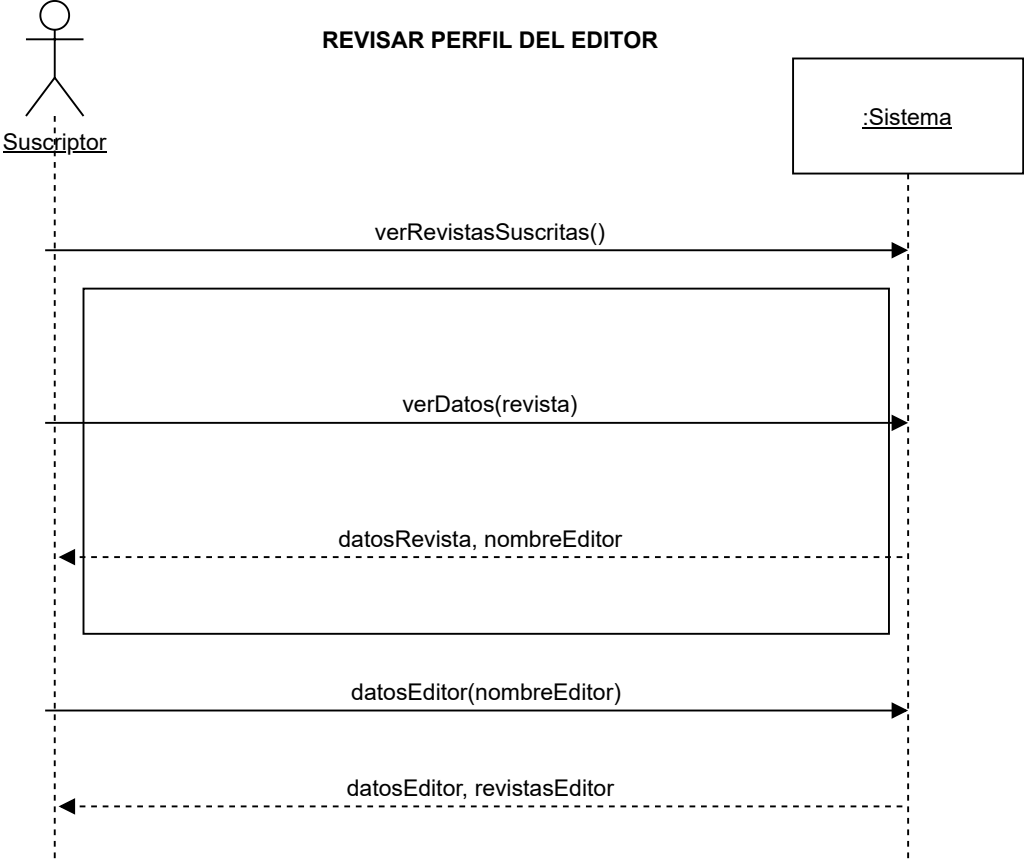 REVISAR PERFIL DEL EDITOR
:Sistema
Suscriptor
verRevistasSuscritas()
verDatos(revista)
datosRevista, nombreEditor
datosEditor(nombreEditor)
datosEditor, revistasEditor